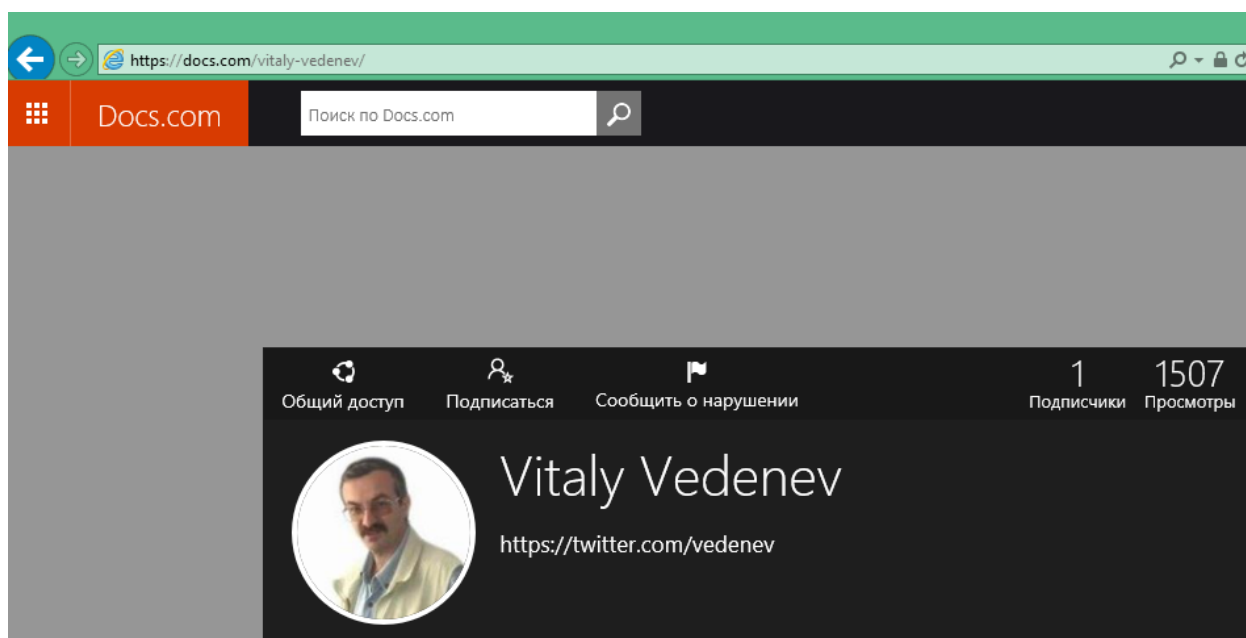 https://docs.com/vitaly-vedenev/
Docs.com
Поиск по Docs.com
Общий доступ
Подписаться
Сообщить о нарушении
1
Подписчики
1507
Просмотры
Vitaly Vedenev
https://twitter.com/vedenev